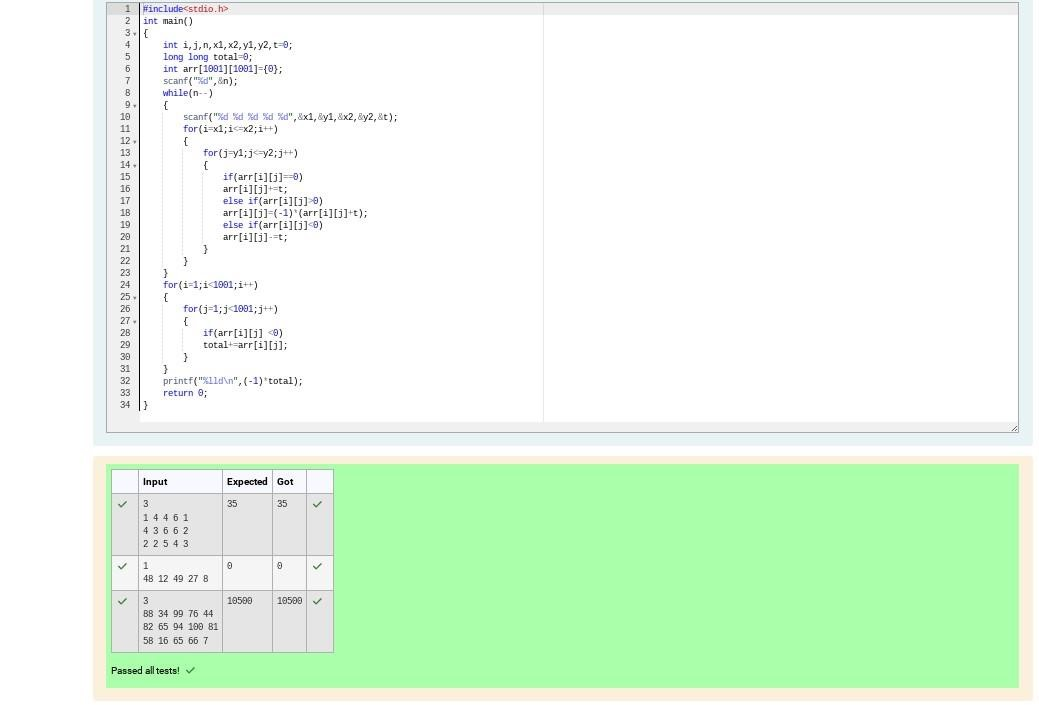 1 #include<stdio.h>
2 int main()
3 {
4 int i,j,n,x1,x2,y1,y2,t=0;
5 long long total=0;
6 int arr[1001][1001]={0};
7 scanf("%d",&n);
8 while(n--)
9 {
10 scanf("%d %d %d %d %d",&x1,&y1,&x2,&y2,&t);
11 for(i=x1;i<=x2;i++)
12 {
13 for(j=y1;j<=y2;j++)
14 {
15 if(arr[i][j]==0)
16 arr[i][j]+=t;
17 else if(arr[i][j]>0)
18 arr[i][j]=(-1)*(arr[i][j]+t);
19 else if(arr[i][j]<0)
20 arr[i][j]-=t;
21 }
22 }
23 }
24 for(i=1;i<1001;i++)
25 {
26 for(j=1;j<1001;j++)
27 {
28 if(arr[i][j] <0)
29 total+=arr[i][j];
30 }
31 }
32 printf("%lld\n",(-1)*total);
33 return 0;
34 }
Input Expected Got
3 35 35
1 4 4 6 1
4 3 6 6 2
2 2 5 4 3
1 0 0
48 12 49 27 8
3 10500 10500
88 34 99 76 44
82 65 94 100 81
58 16 65 66 7
Passed all tests!